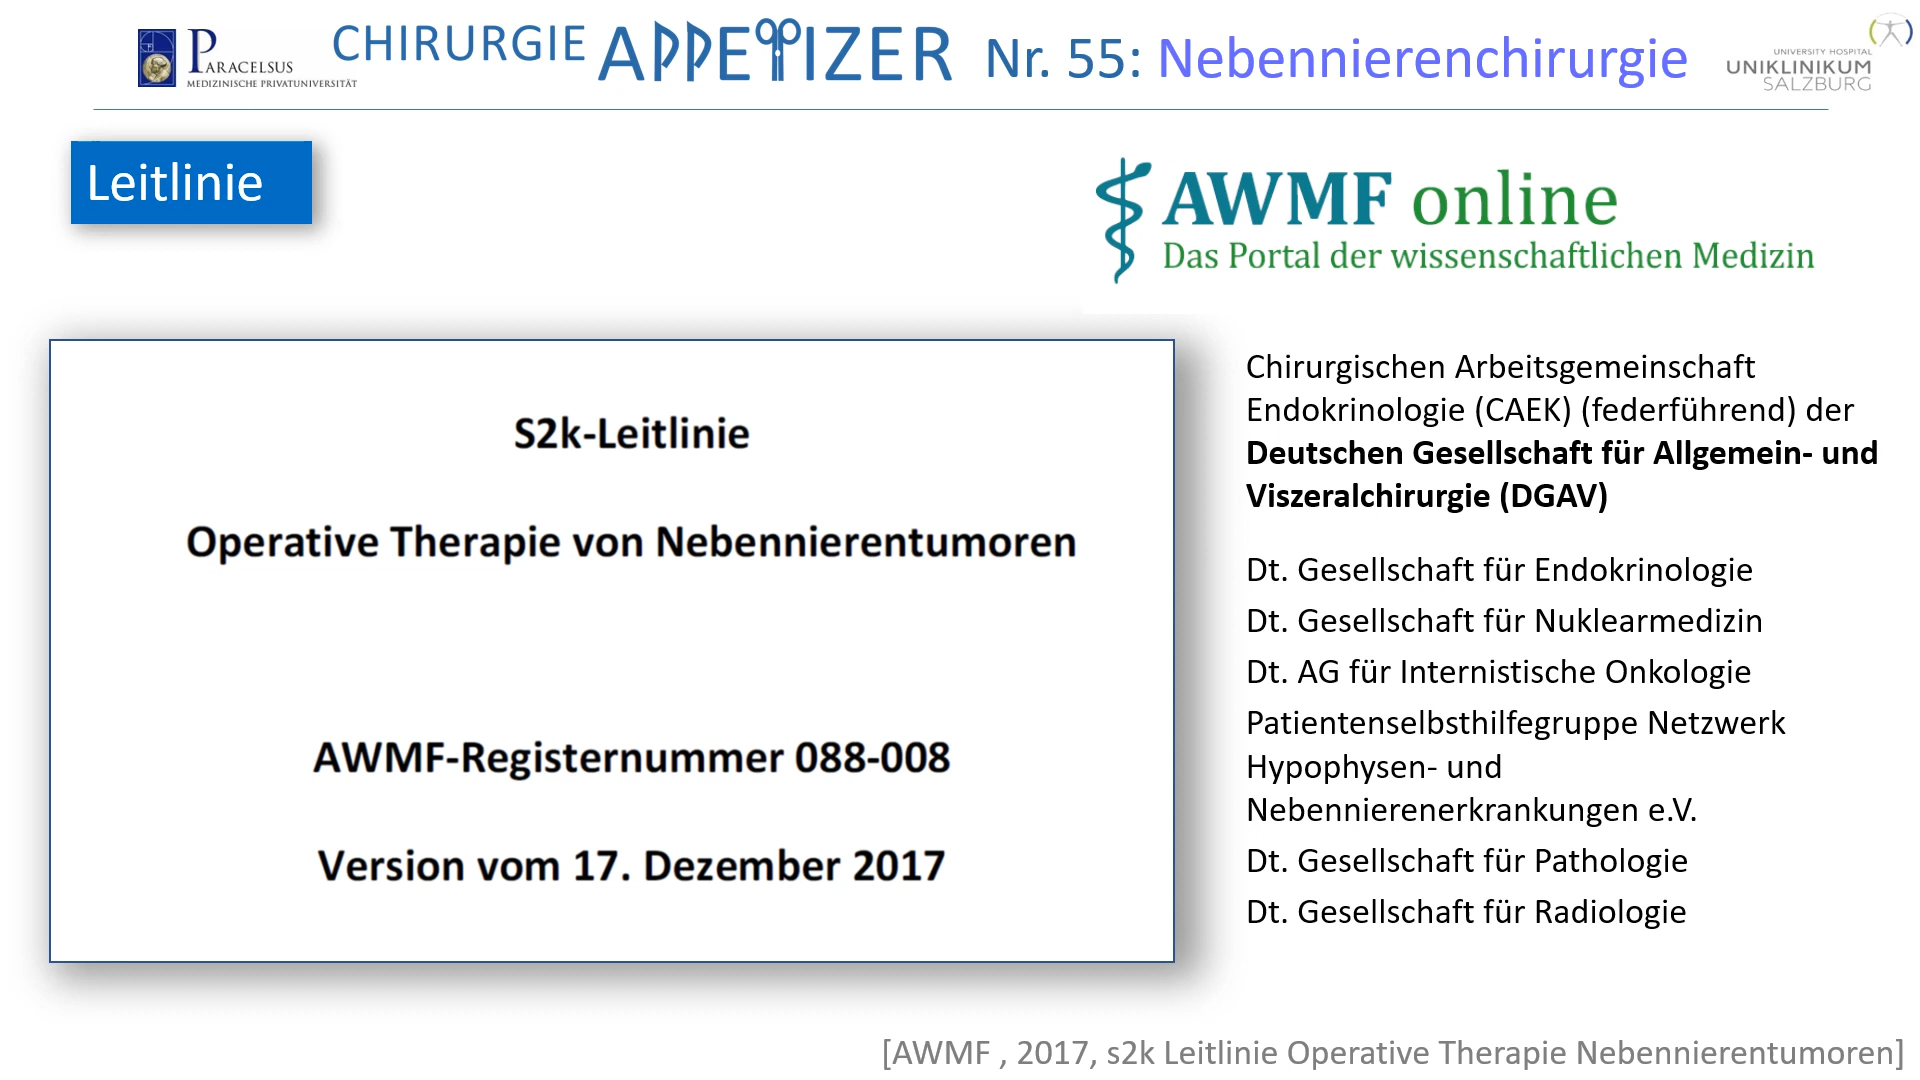 PARACELSUS
MEDIZINISCHE PRIVATUNIVERSITÄT
CHIRURGIE APPETIZER Nr. 55: Nebennierenchirurgie
UNIVERSITY HOSPITAL
UNIKLINIKUM
SALZBURG
Leitlinie
AWMF online
Das Portal der wissenschaftlichen Medizin
S2k-Leitlinie
Operative Therapie von Nebennierentumoren
AWMF-Registernummer 088-008
Version vom 17. Dezember 2017
Chirurgischen Arbeitsgemeinschaft
Endokrinologie (CAEK) (federführend) der
Deutschen Gesellschaft für Allgemein- und
Viszeralchirurgie (DGAV)
Dt. Gesellschaft für Endokrinologie
Dt. Gesellschaft für Nuklearmedizin
Dt. AG für Internistische Onkologie
Patientenselbsthilfegruppe Netzwerk
Hypophysen- und
Nebennierenerkrankungen e.V.
Dt. Gesellschaft für Pathologie
Dt. Gesellschaft für Radiologie
[AWMF , 2017, s2k Leitlinie Operative Therapie Nebennierentumoren]